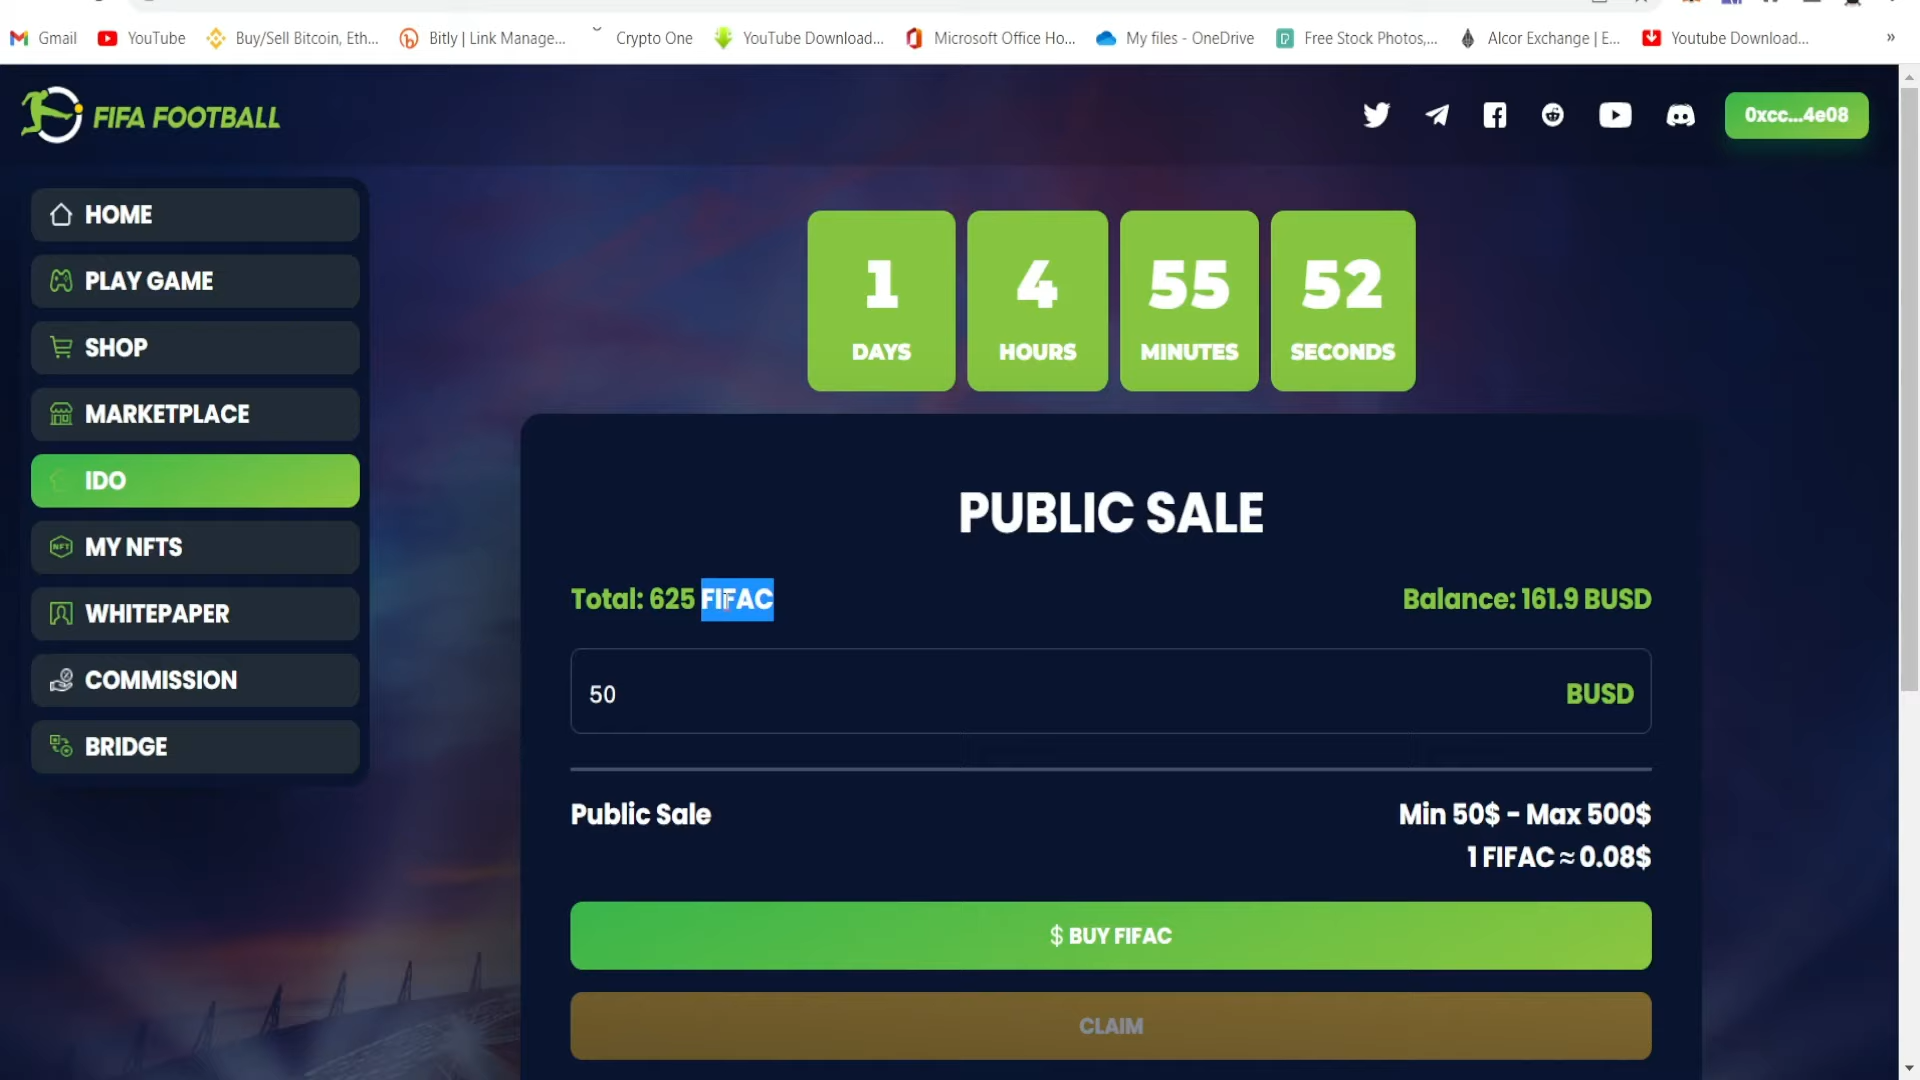 Gmail YouTube Buy/Sell Bitcoin, Eth... Bitly | Link Manage... Crypto One YouTube Download... Microsoft Office Ho... My files - OneDrive Free Stock Photos,... Alcor Exchange | E... Youtube Download... »
FIFA FOOTBALL
0xcc...4e08
HOME
PLAY GAME
SHOP
MARKETPLACE
IDO
NFT MY NFTS
WHITEPAPER
COMMISSION
BRIDGE
1 4 55 52
DAYS HOURS MINUTES SECONDS
PUBLIC SALE
Total: 625 FIFAC Balance: 161.9 BUSD
50 BUSD
Public Sale Min 50$ - Max 500$
1 FIFAC ≈ 0.08$
$ BUY FIFAC
CLAIM